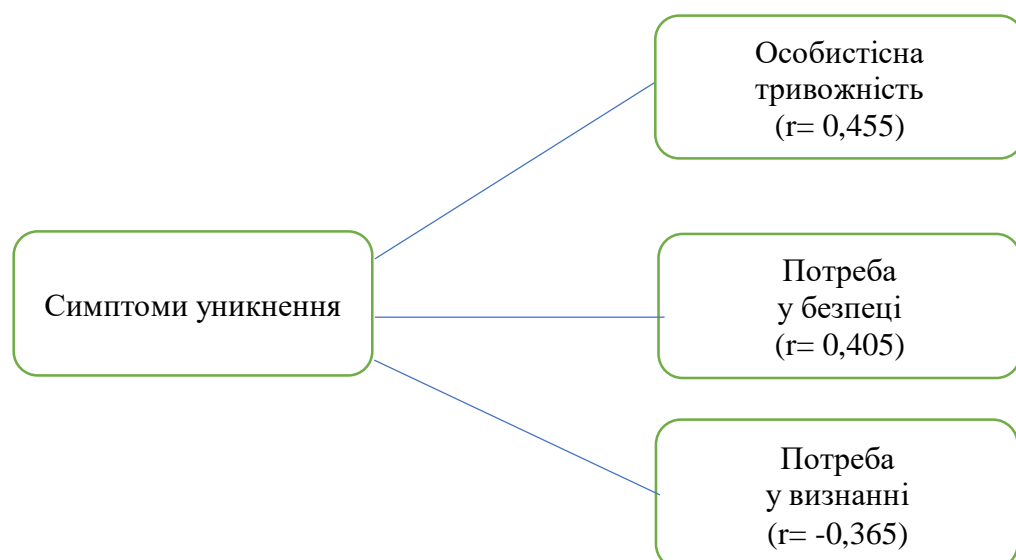 Особистісна
тривожність
(r= 0,455)
Симптоми уникнення
Потреба
у безпеці
(r= 0,405)
Потреба
у визнанні
(r= -0,365)